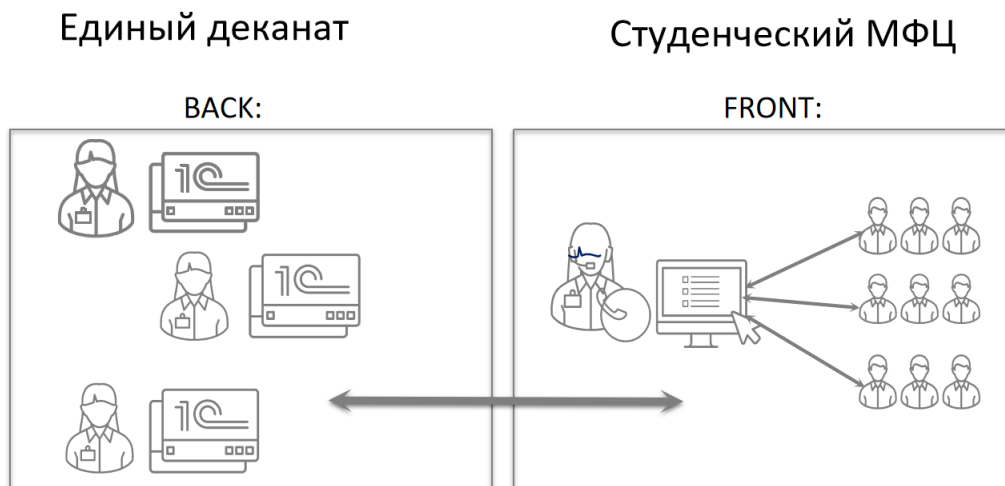 Единый деканат
Студенческий МФЦ
BACK:
FRONT:
1С
1С
1С